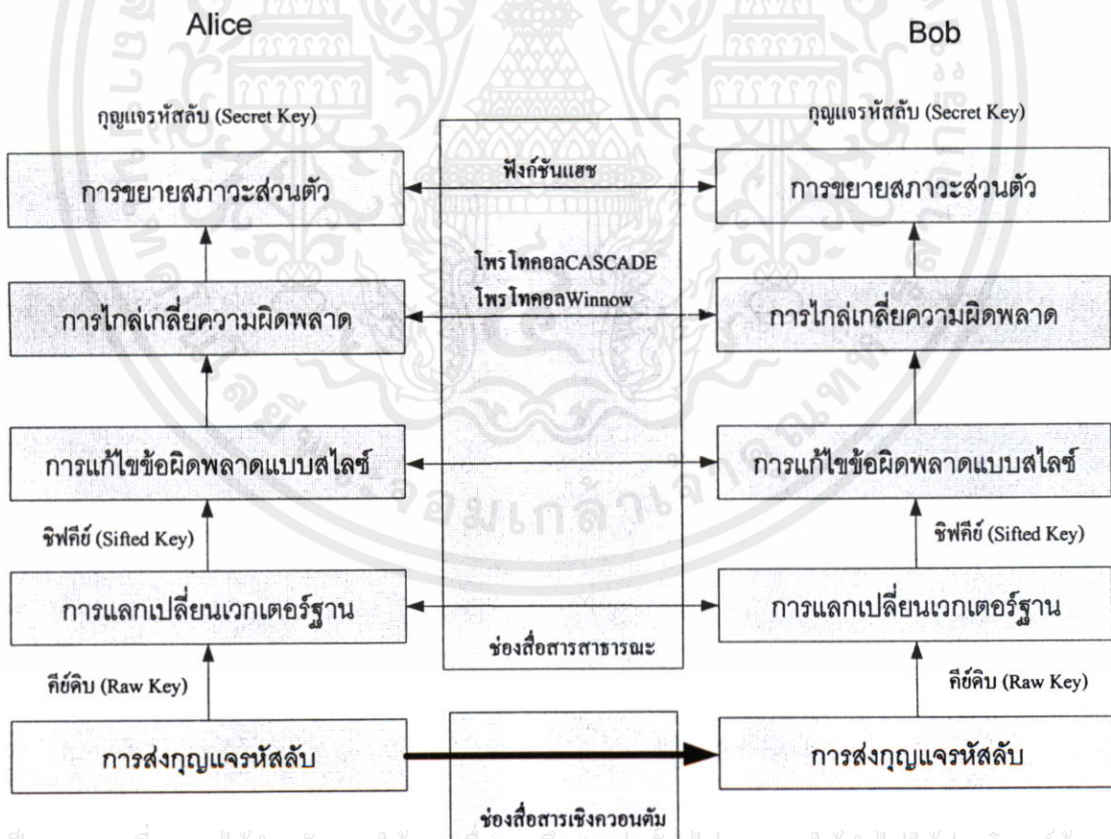 Alice
Bob
กุญแจรหัสลับ (Secret Key)
กุญแจรหัสลับ (Secret Key)
การขยายสภาวะส่วนตัว
ฟังก์ชันแฮช
การขยายสภาวะส่วนตัว
โพรโทคอลCASCADE
โพรโทคอลWinnow
การไกล่เกลี่ยความผิดพลาด
การไกล่เกลี่ยความผิดพลาด
การแก้ไขข้อผิดพลาดแบบสไลซ์
การแก้ไขข้อผิดพลาดแบบสไลซ์
ซิฟคีย์ (Sifted Key)
ซิฟคีย์ (Sifted Key)
การแลกเปลี่ยนเวกเตอร์ฐาน
การแลกเปลี่ยนเวกเตอร์ฐาน
ช่องสื่อสารสาธารณะ
คีย์ดิบ (Raw Key)
คีย์ดิบ (Raw Key)
การส่งกุญแจรหัสลับ
การส่งกุญแจรหัสลับ
ช่องสื่อสารเชิงควอนตัม